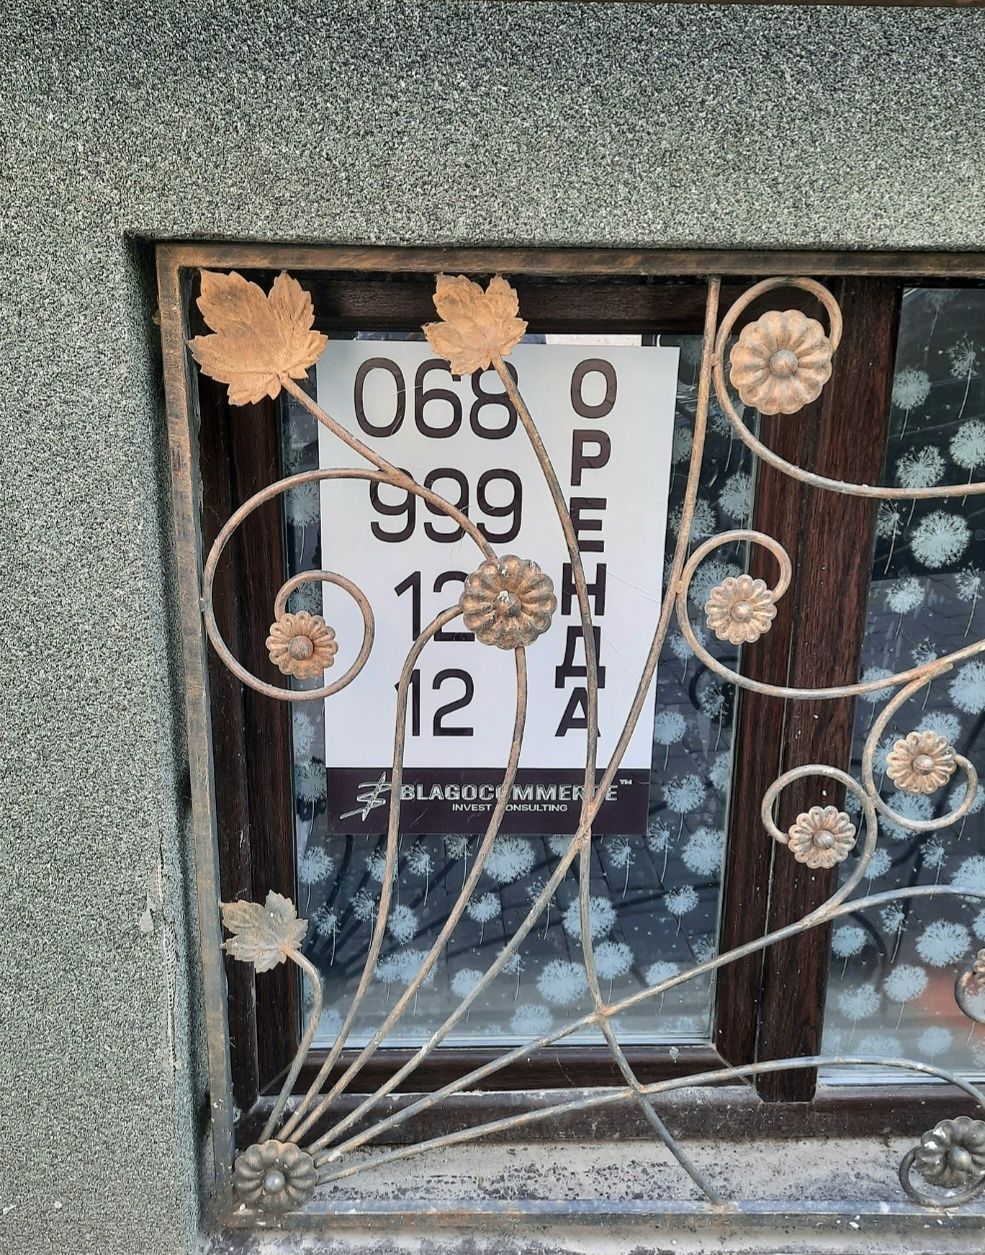 068
999
12
12
ОРЕНДА
BLAGOCOMMERCE™
INVEST CONSULTING